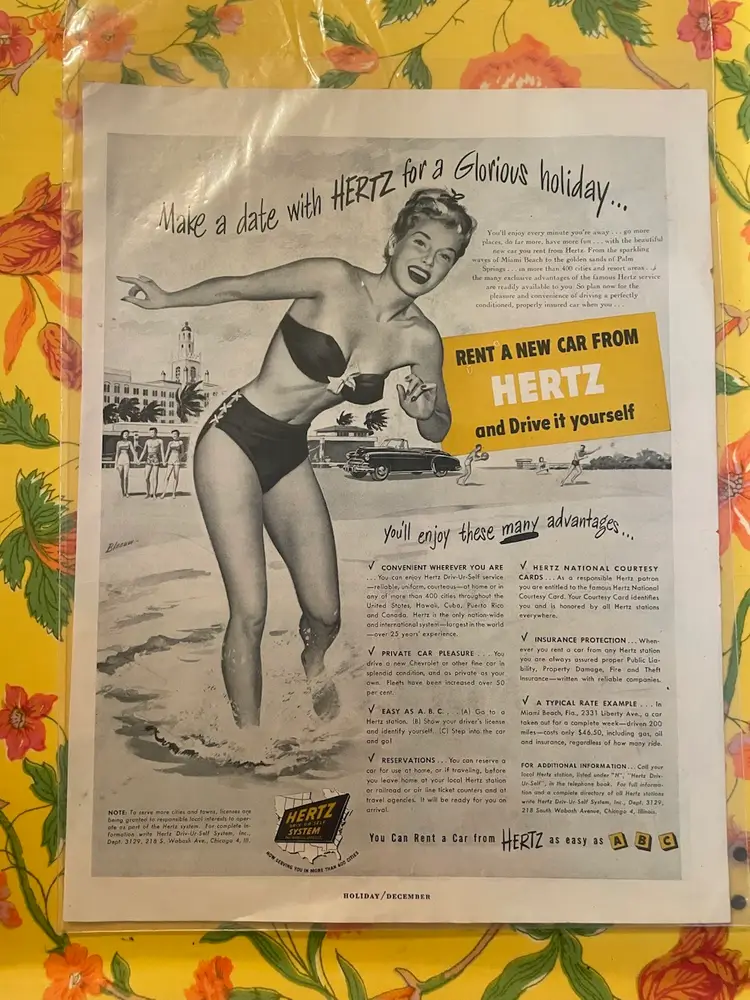 Make a date with HERTZ for a Glorious holiday...
You'll enjoy every minute you're away . . . go more
places, do far more, have more fun . . . with the beautiful
new car you rent from Hertz. From the sparkling
waves of Miami Beach to the golden sands of Palm
Springs . . . in more than 400 cities and resort areas . . .
the many exclusive advantages of the famous Hertz service
are readily available to you. So plan now for the
pleasure and convenience of driving a perfectly
conditioned, properly insured car when you . . .
RENT A NEW CAR FROM
HERTZ
and Drive it yourself
you'll enjoy these many advantages...
✓ CONVENIENT WHEREVER YOU ARE
. . . You can enjoy Hertz Driv-Ur-Self service
—reliable, uniform, courteous—at home or in
any of more than 400 cities throughout the
United States, Hawaii, Cuba, Puerto Rico
and Canada. Hertz is the only nation-wide
and international system—largest in the world
—over 25 years' experience.
✓ PRIVATE CAR PLEASURE . . . You
drive a new Chevrolet or other fine car in
splendid condition, and as private as your
own. Fleets have been increased over 50
per cent.
✓ EASY AS A. B. C. . . . (A) Go to a
Hertz station. (B) Show your driver's license
and identify yourself. (C) Step into the car
and go!
✓ RESERVATIONS . . . You can reserve a
car for use at home, or if traveling, before
you leave home at your local Hertz station
or railroad or air line ticket counters and at
travel agencies. It will be ready for you on
arrival.
✓ HERTZ NATIONAL COURTESY
CARDS . . . As a responsible Hertz patron
you are entitled to the famous Hertz National
Courtesy Card. Your Courtesy Card identifies
you and is honored by all Hertz stations
everywhere.
✓ INSURANCE PROTECTION . . . When-
ever you rent a car from any Hertz station
you are always assured proper Public Lia-
bility, Property Damage, Fire and Theft
Insurance—written with reliable companies.
✓ A TYPICAL RATE EXAMPLE . . . In
Miami Beach, Fla., 2331 Liberty Ave., a car
taken out for a complete week—driven 200
miles—costs only $46.50, including gas, oil
and insurance, regardless of how many ride.
FOR ADDITIONAL INFORMATION . . . Call your
local Hertz station, listed under "H", "Hertz Driv-
Ur-Self", in the telephone book. For full informa-
tion and a complete directory of all Hertz stations
write Hertz Driv-Ur-Self System, Inc., Dept. 3129,
218 South Wabash Avenue, Chicago 4, Illinois.
NOTE: To serve more cities and towns, licenses are
being granted to responsible local interests to oper-
ate as part of the Hertz system. For complete in-
formation write Hertz Driv-Ur-Self System, Inc.,
Dept. 3129, 218 S. Wabash Ave., Chicago 4, Ill.
HERTZ
DRIV-UR-SELF
SYSTEM
NOW SERVING YOU IN MORE THAN 400 CITIES
You Can Rent a Car from HERTZ as easy as A B C
HOLIDAY/DECEMBER